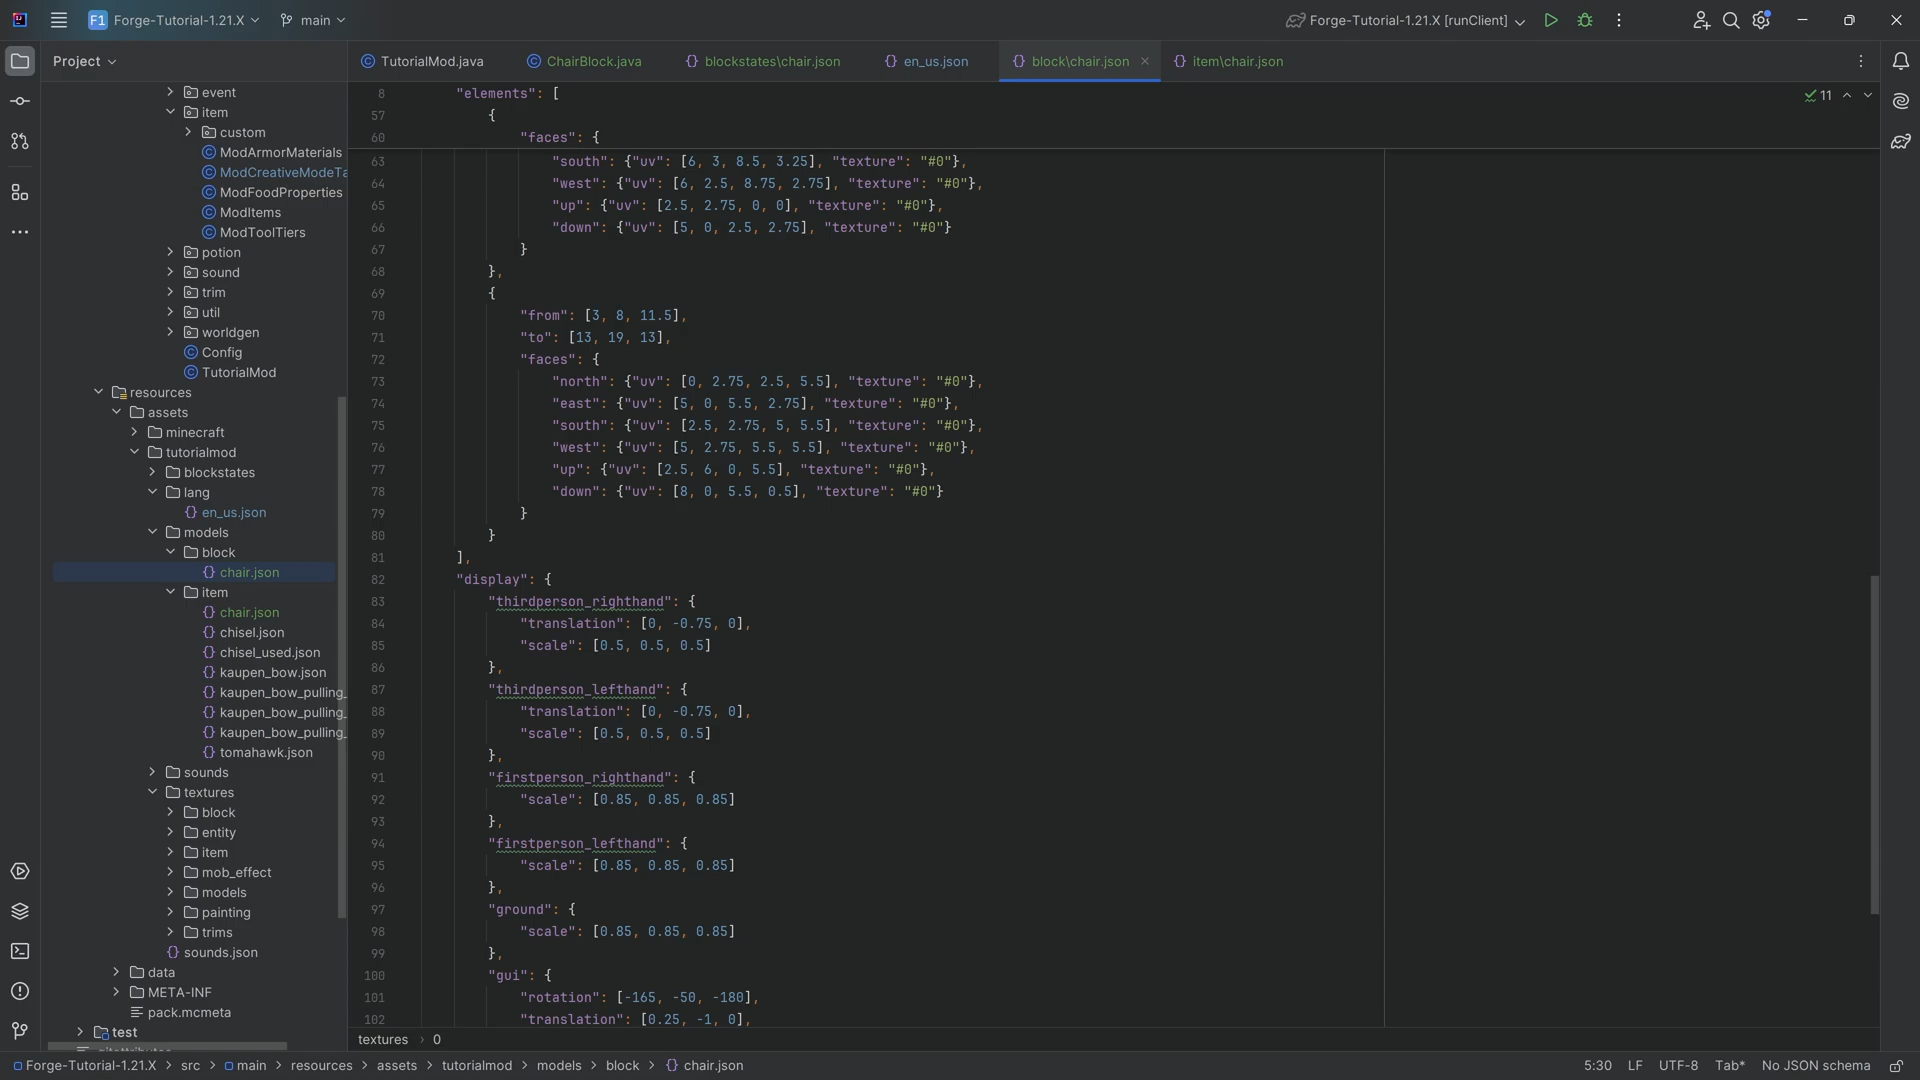 F1 Forge-Tutorial-1.21.X main
Forge-Tutorial-1.21.X [runClient]
Project
TutorialMod.java
ChairBlock.java
blockstates\chair.json
en_us.json
block\chair.json
item\chair.json
event
item
custom
ModArmorMaterials
ModCreativeModeTa
ModFoodProperties
ModItems
ModToolTiers
potion
sound
trim
util
worldgen
Config
TutorialMod
resources
assets
minecraft
tutorialmod
blockstates
lang
en_us.json
models
block
chair.json
item
chair.json
chisel.json
chisel_used.json
kaupen_bow.json
kaupen_bow_pulling_
kaupen_bow_pulling_
kaupen_bow_pulling_
tomahawk.json
sounds
textures
block
entity
item
mob_effect
models
painting
trims
sounds.json
data
META-INF
pack.mcmeta
test
11
8 "elements": [
57 {
60 "faces": {
63 "south": {"uv": [6, 3, 8.5, 3.25], "texture": "#0"},
64 "west": {"uv": [6, 2.5, 8.75, 2.75], "texture": "#0"},
65 "up": {"uv": [2.5, 2.75, 0, 0], "texture": "#0"},
66 "down": {"uv": [5, 0, 2.5, 2.75], "texture": "#0"}
67 }
68 },
69 {
70 "from": [3, 8, 11.5],
71 "to": [13, 19, 13],
72 "faces": {
73 "north": {"uv": [0, 2.75, 2.5, 5.5], "texture": "#0"},
74 "east": {"uv": [5, 0, 5.5, 2.75], "texture": "#0"},
75 "south": {"uv": [2.5, 2.75, 5, 5.5], "texture": "#0"},
76 "west": {"uv": [5, 2.75, 5.5, 5.5], "texture": "#0"},
77 "up": {"uv": [2.5, 6, 0, 5.5], "texture": "#0"},
78 "down": {"uv": [8, 0, 5.5, 0.5], "texture": "#0"}
79 }
80 }
81 ],
82 "display": {
83 "thirdperson_righthand": {
84 "translation": [0, -0.75, 0],
85 "scale": [0.5, 0.5, 0.5]
86 },
87 "thirdperson_lefthand": {
88 "translation": [0, -0.75, 0],
89 "scale": [0.5, 0.5, 0.5]
90 },
91 "firstperson_righthand": {
92 "scale": [0.85, 0.85, 0.85]
93 },
94 "firstperson_lefthand": {
95 "scale": [0.85, 0.85, 0.85]
96 },
97 "ground": {
98 "scale": [0.85, 0.85, 0.85]
99 },
100 "gui": {
101 "rotation": [-165, -50, -180],
102 "translation": [0.25, -1, 0],
textures > 0
Forge-Tutorial-1.21.X > src > main > resources > assets > tutorialmod > models > block > chair.json
5:30 LF UTF-8 Tab* No JSON schema